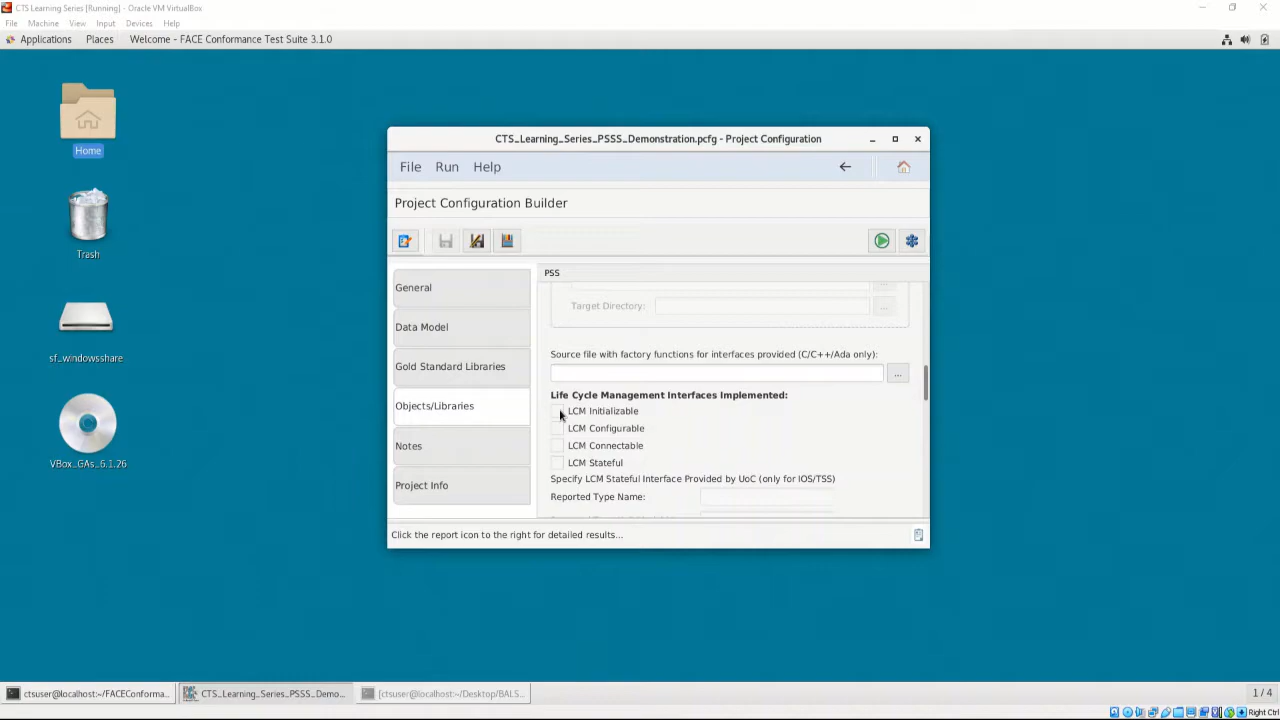 CTS Learning Series [Running] - Oracle VM VirtualBox
File Machine View Input Devices Help
Applications Places Welcome - FACE Conformance Test Suite 3.1.0
Home
Trash
sf_windowsshare
VBox_GAs_6.1.26
CTS_Learning_Series_PSSS_Demonstration.pcfg - Project Configuration
File Run Help
Project Configuration Builder
General
Data Model
Gold Standard Libraries
Objects/Libraries
Notes
Project Info
PSS
...
Target Directory: ...
Source file with factory functions for interfaces provided (C/C++/Ada only):
...
Life Cycle Management Interfaces Implemented:
LCM Initializable
LCM Configurable
LCM Connectable
LCM Stateful
Specify LCM Stateful Interface Provided by UoC (only for IOS/TSS)
Reported Type Name:
Click the report icon to the right for detailed results...
ctsuser@localhost:~/FACEConforma... CTS_Learning_Series_PSSS_Demo... [ctsuser@localhost:~/Desktop/BALS... 1 / 4
Right Ctrl